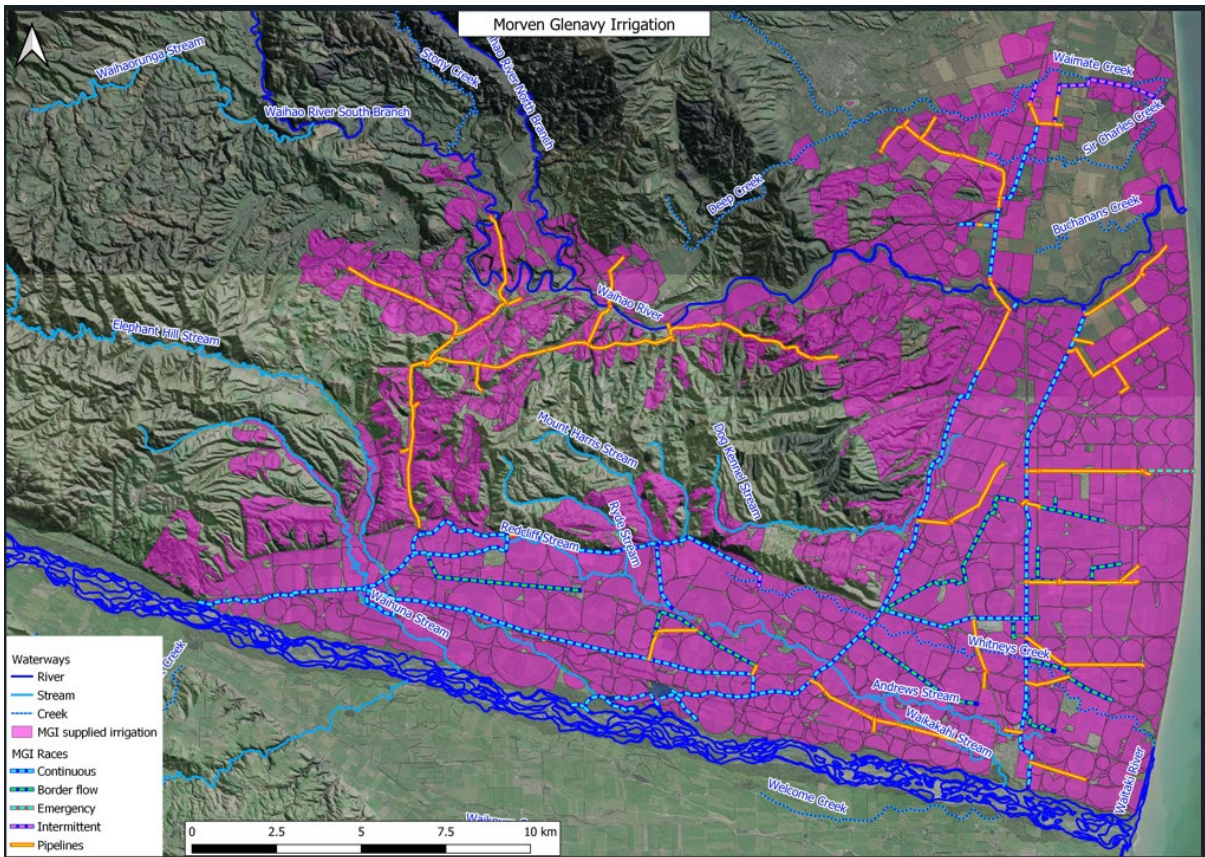 Morven Glenavy Irrigation
Waihaorunga Stream
Stony Creek
Waihao River South Branch
River North Branch
Waimate Creek
Sir Charles Creek
Deep Creek
Buchanans Creek
Waihao River
Elephant Hill Stream
Mount Harris Stream
Dog Kennel Stream
Ryde Stream
Redcliff Stream
Waihuna Stream
Whitneys Creek
Andrews Stream
Waikakahi Stream
Waitaki River
Welcome Creek
Creek
Waterways
River
Stream
Creek
MGI supplied irrigation
MGI Races
Continuous
Border flow
Emergency
Intermittent
Pipelines
0 2.5 5 7.5 10 km